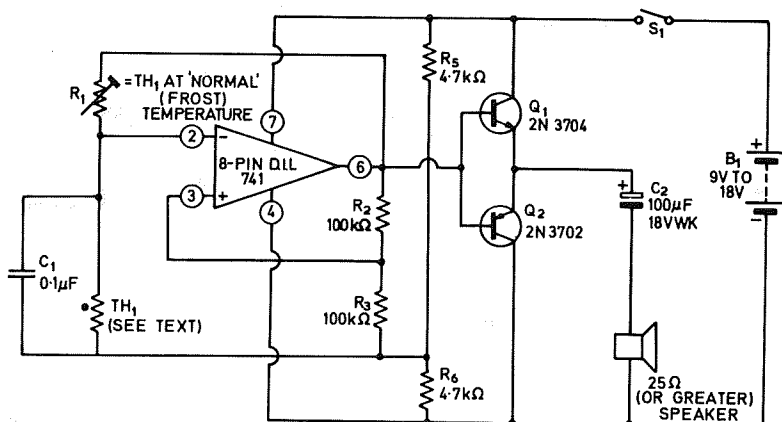 R₁
=TH₁ AT 'NORMAL'
(FROST)
TEMPERATURE
2
–
3
+
7
8-PIN D.I.L
741
4
6
C₁
0·1µF
TH₁
(SEE TEXT)
R₂
100kΩ
R₃
100kΩ
R₅
4·7kΩ
R₆
4·7kΩ
Q₁
2N 3704
Q₂
2N 3702
S₁
+
C₂
100µF
18VWK
+
B₁
9V TO
18V
–
25Ω
(OR GREATER)
SPEAKER